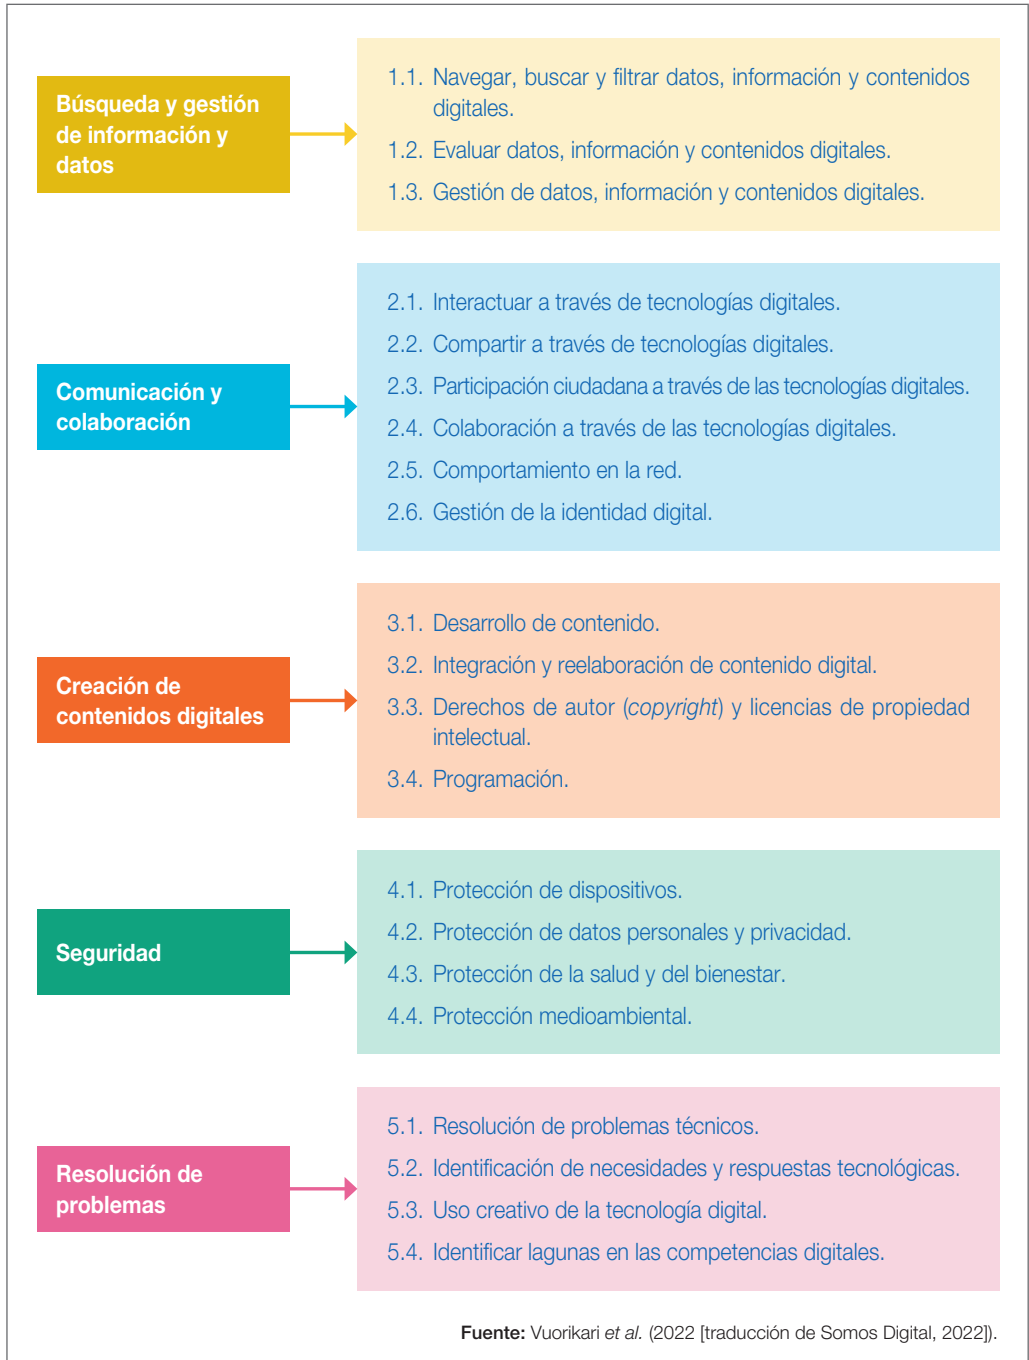 Búsqueda y gestión
de información y
datos
1.1. Navegar, buscar y filtrar datos, información y contenidos
digitales.
1.2. Evaluar datos, información y contenidos digitales.
1.3. Gestión de datos, información y contenidos digitales.
Comunicación y
colaboración
2.1. Interactuar a través de tecnologías digitales.
2.2. Compartir a través de tecnologías digitales.
2.3. Participación ciudadana a través de las tecnologías digitales.
2.4. Colaboración a través de las tecnologías digitales.
2.5. Comportamiento en la red.
2.6. Gestión de la identidad digital.
Creación de
contenidos digitales
3.1. Desarrollo de contenido.
3.2. Integración y reelaboración de contenido digital.
3.3. Derechos de autor (copyright) y licencias de propiedad
intelectual.
3.4. Programación.
Seguridad
4.1. Protección de dispositivos.
4.2. Protección de datos personales y privacidad.
4.3. Protección de la salud y del bienestar.
4.4. Protección medioambiental.
Resolución de
problemas
5.1. Resolución de problemas técnicos.
5.2. Identificación de necesidades y respuestas tecnológicas.
5.3. Uso creativo de la tecnología digital.
5.4. Identificar lagunas en las competencias digitales.
Fuente: Vuorikari et al. (2022 [traducción de Somos Digital, 2022]).